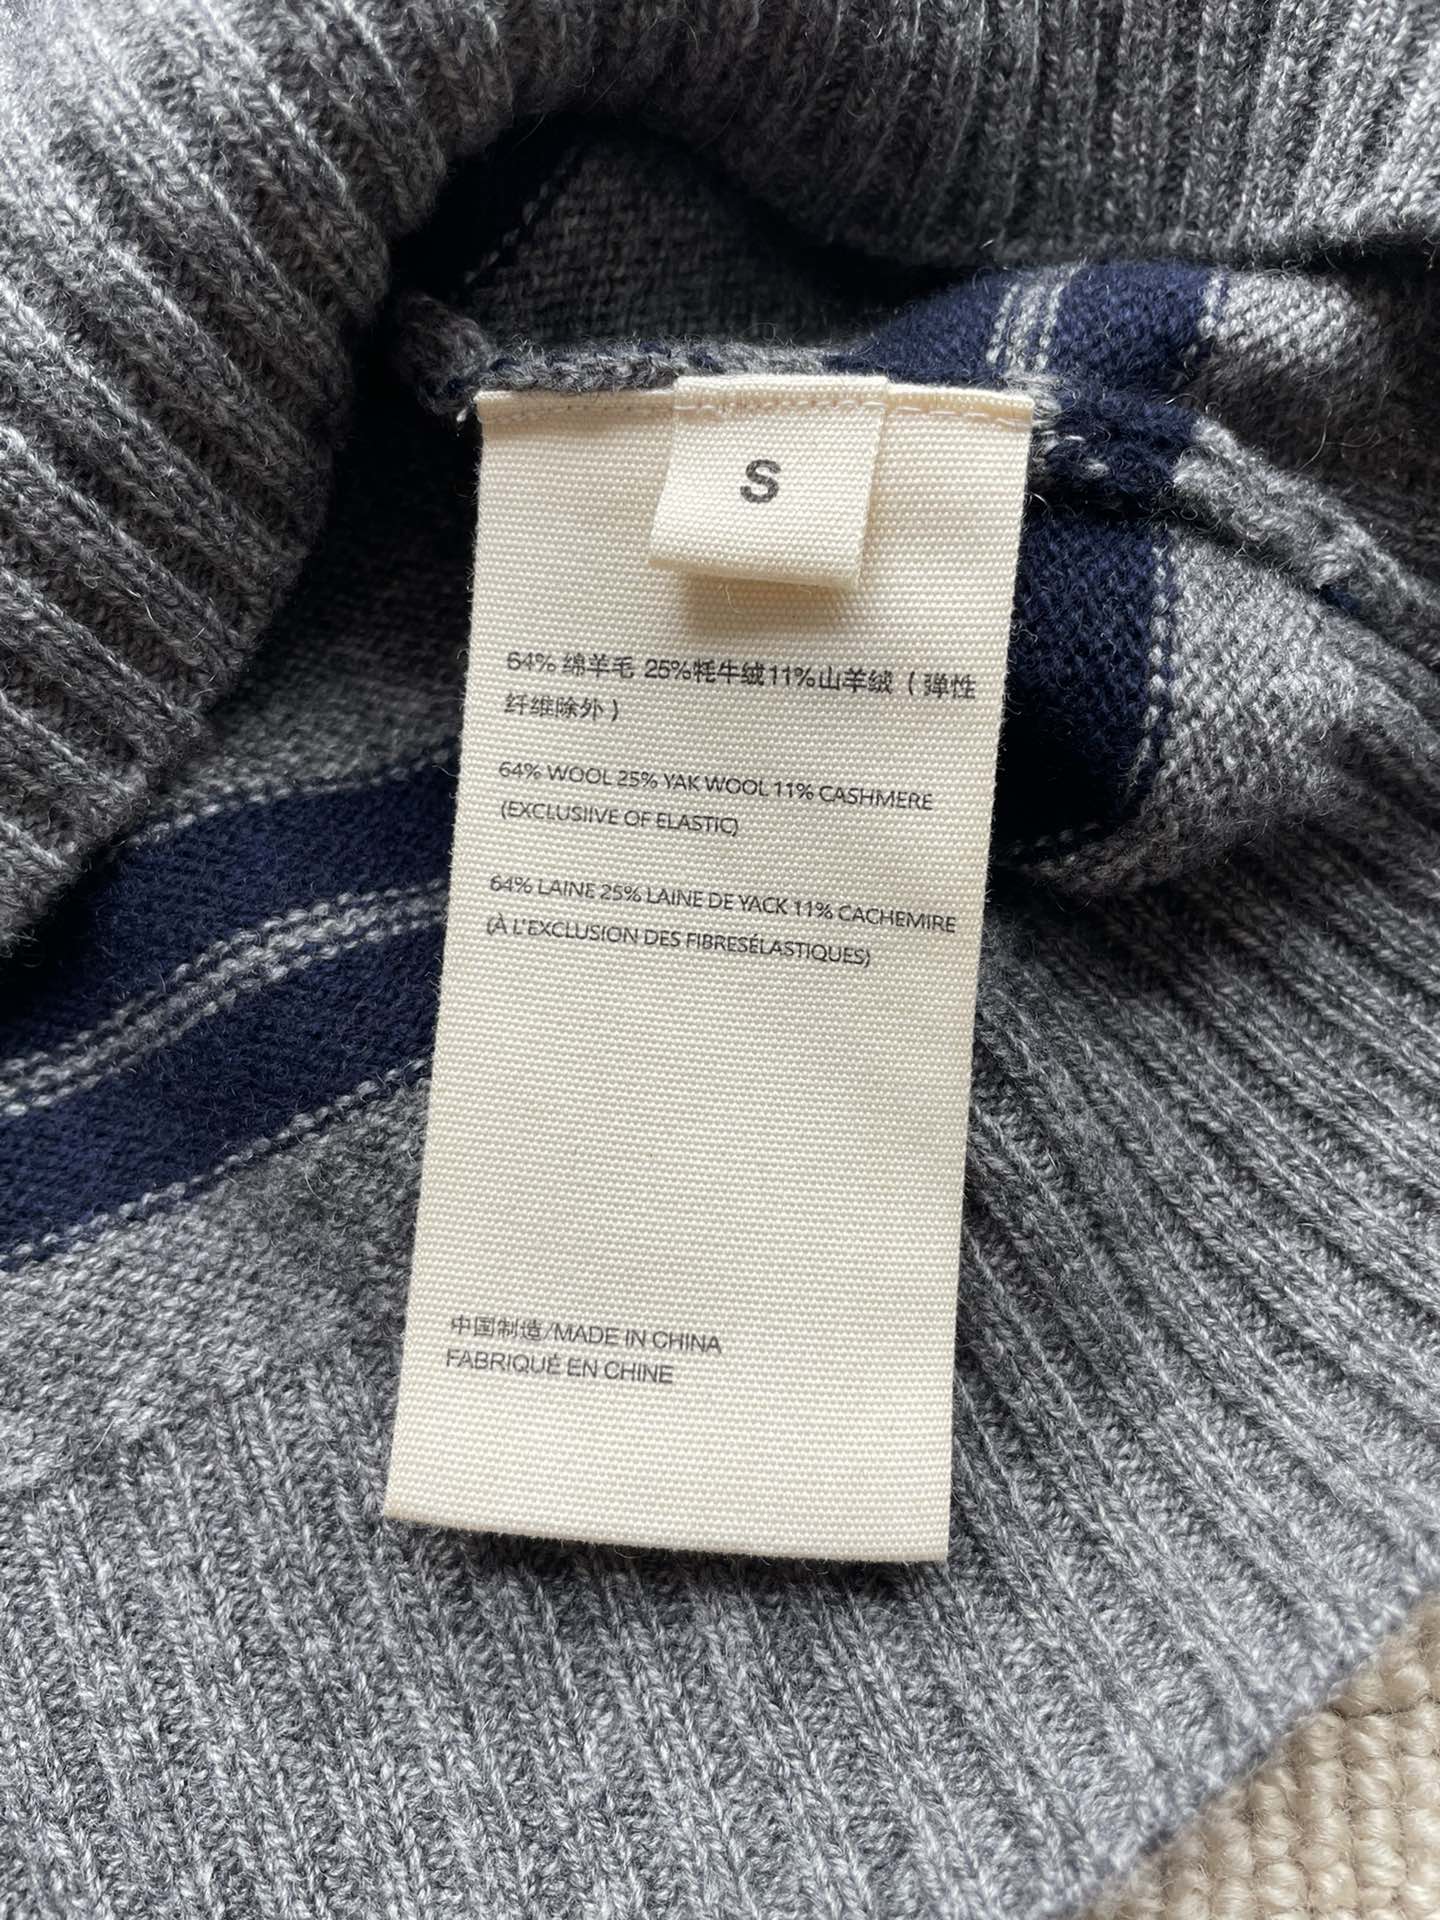 S
64% 绵羊毛 25%牦牛绒11%山羊绒（弹性
纤维除外）
64% WOOL 25% YAK WOOL 11% CASHMERE
(EXCLUSIIVE OF ELASTIC)
64% LAINE 25% LAINE DE YACK 11% CACHEMIRE
(À L'EXCLUSION DES FIBRESÉLASTIQUES)
中国制造/MADE IN CHINA
FABRIQUÉ EN CHINE